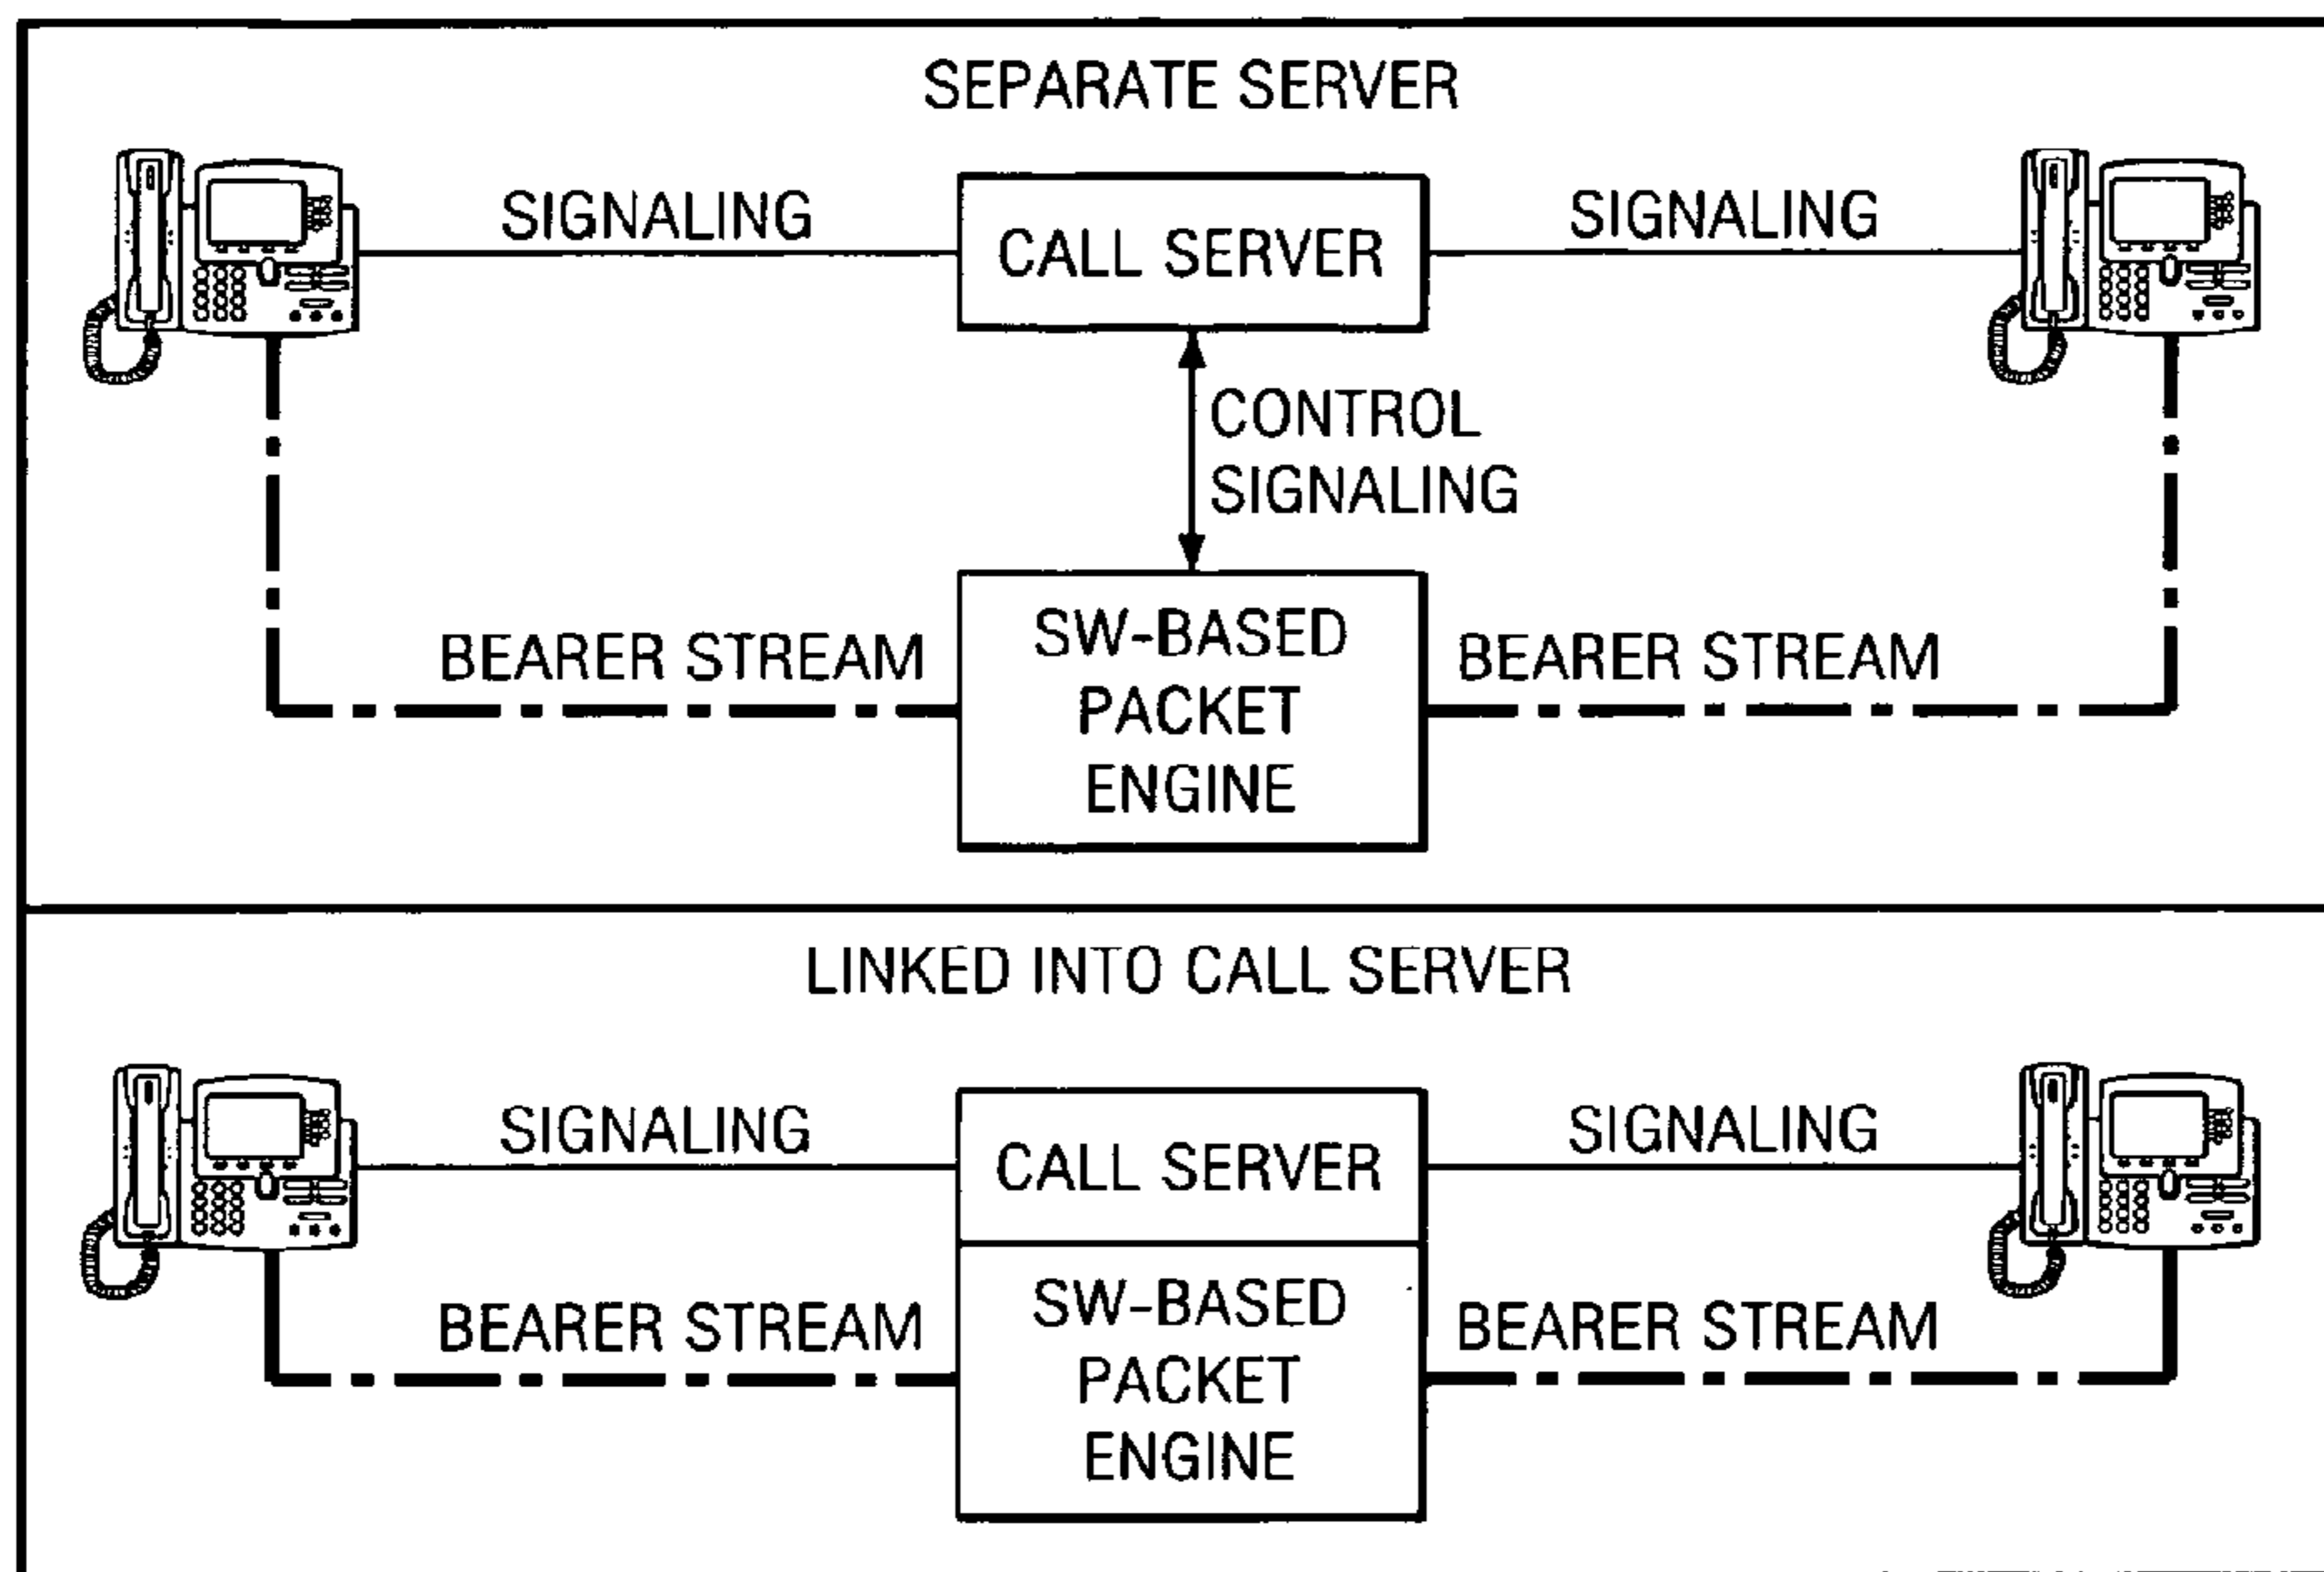 SEPARATE SERVER
SIGNALING
CALL SERVER
SIGNALING
CONTROL
SIGNALING
BEARER STREAM
SW-BASED
PACKET
ENGINE
BEARER STREAM
LINKED INTO CALL SERVER
SIGNALING
CALL SERVER
SIGNALING
BEARER STREAM
SW-BASED
PACKET
ENGINE
BEARER STREAM